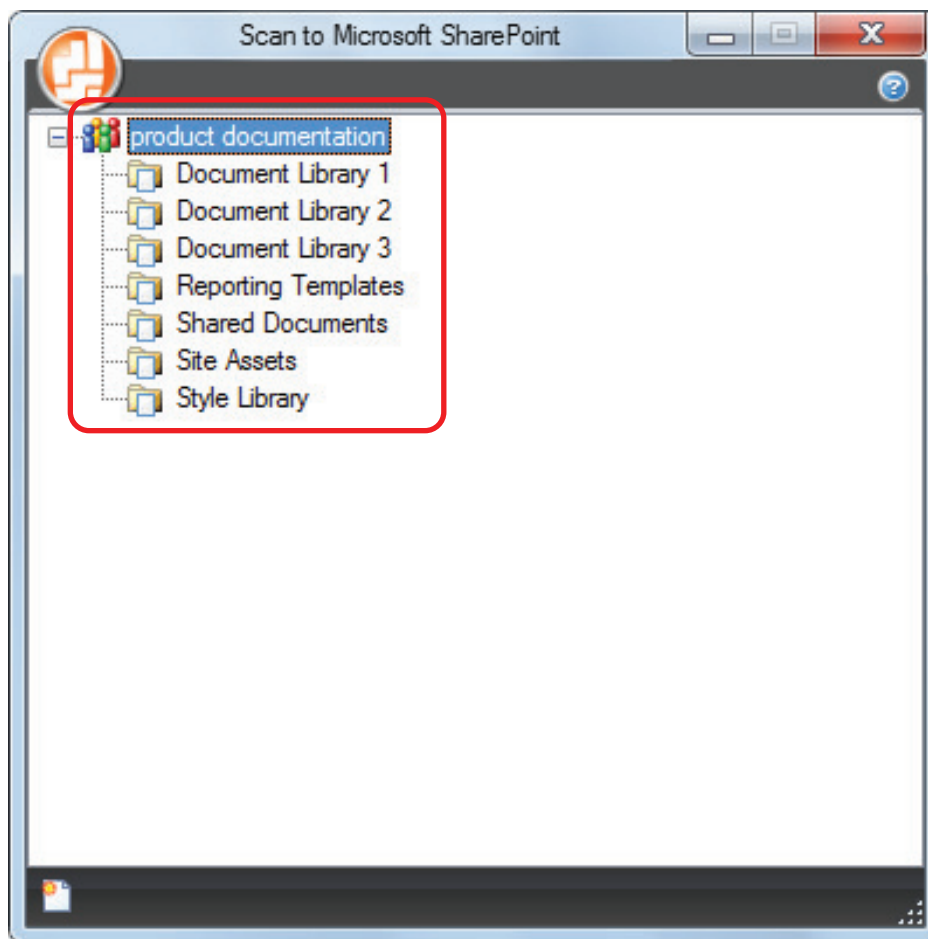 Scan to Microsoft SharePoint
product documentation
Document Library 1
Document Library 2
Document Library 3
Reporting Templates
Shared Documents
Site Assets
Style Library